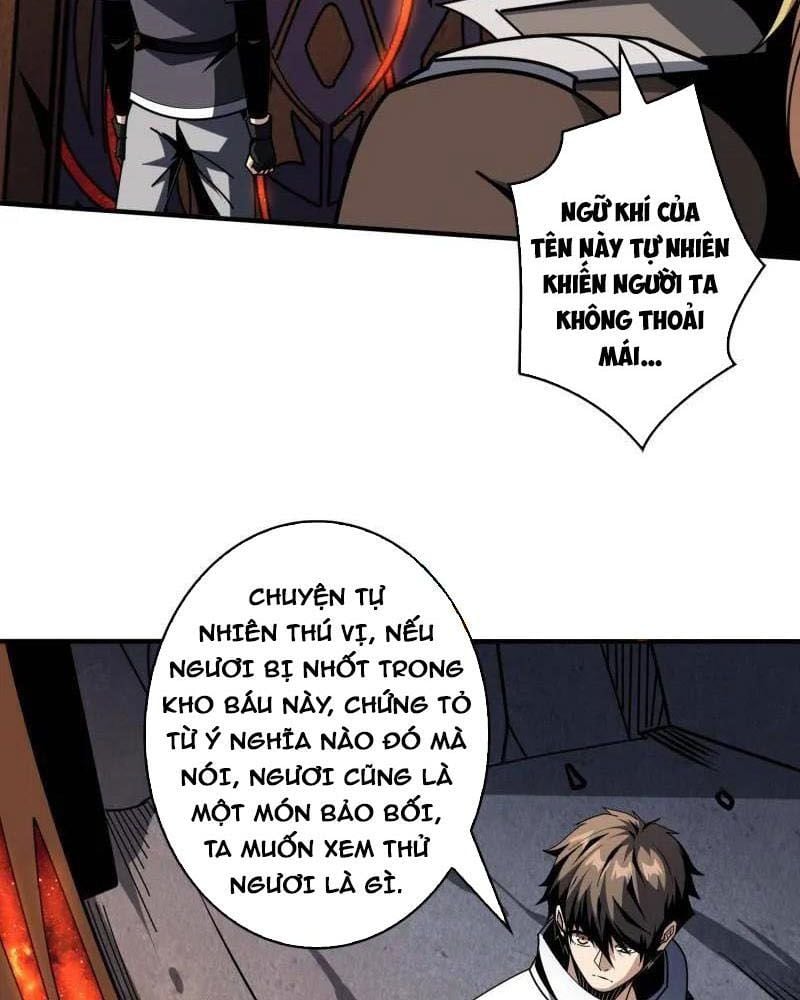 NGỮ KHÍ CỦA
TÊN NÀY TỰ NHIÊN
KHIẾN NGƯỜI TA
KHÔNG THOẢI
MÁI...
CHUYỆN TỰ
NHIÊN THÚ VỊ, NẾU
NGƯƠI BỊ NHỐT TRONG
KHO BÁU NÀY, CHỨNG TỎ
TỪ Ý NGHĨA NÀO ĐÓ MÀ
NÓI, NGƯƠI CŨNG LÀ
MỘT MÓN BẢO BỐI,
TA MUỐN XEM THỬ
NGƯƠI LÀ GÌ.